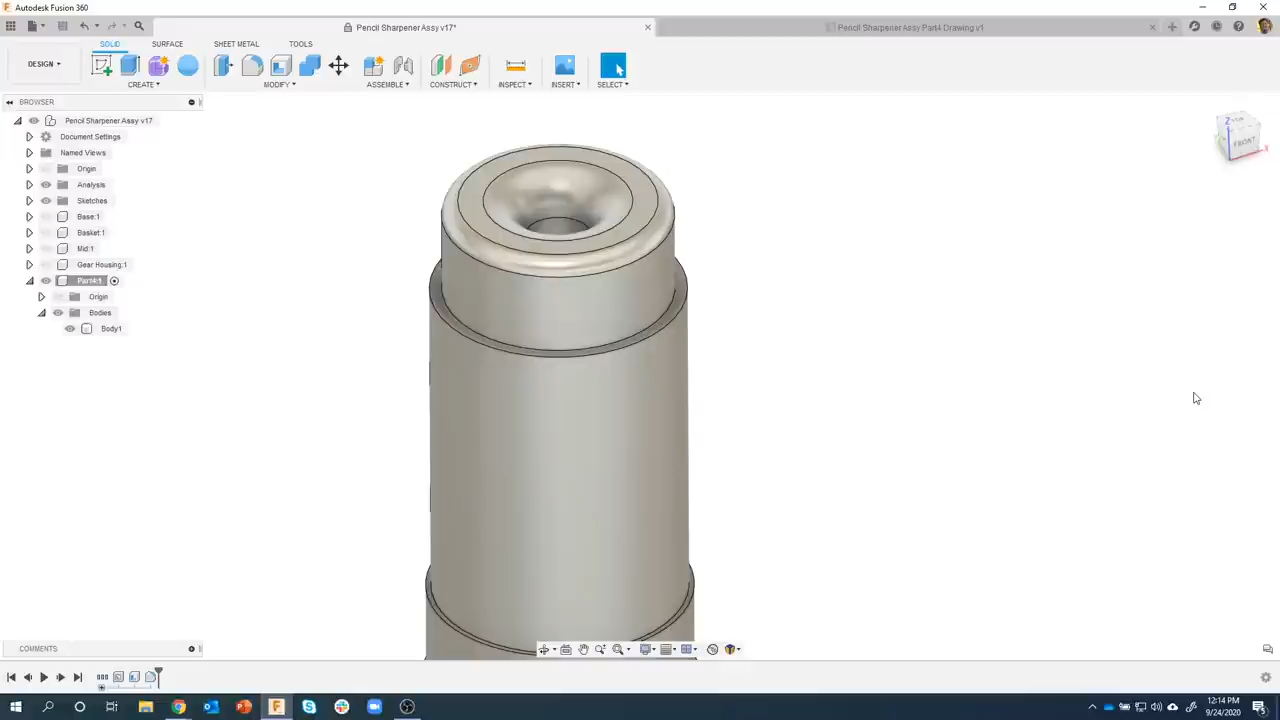 Autodesk Fusion 360
Pencil Sharpener Assy v17*
Pencil Sharpener Assy Part4 Drawing v1
SOLID SURFACE SHEET METAL TOOLS
DESIGN
CREATE MODIFY ASSEMBLE CONSTRUCT INSPECT INSERT SELECT
BROWSER
Pencil Sharpener Assy v17
Document Settings
Named Views
Origin
Analysis
Sketches
Base:1
Basket:1
Mid:1
Gear Housing:1
Part4:1
Origin
Bodies
Body1
Z
FRONT
X
COMMENTS
12:14 PM
9/24/2020